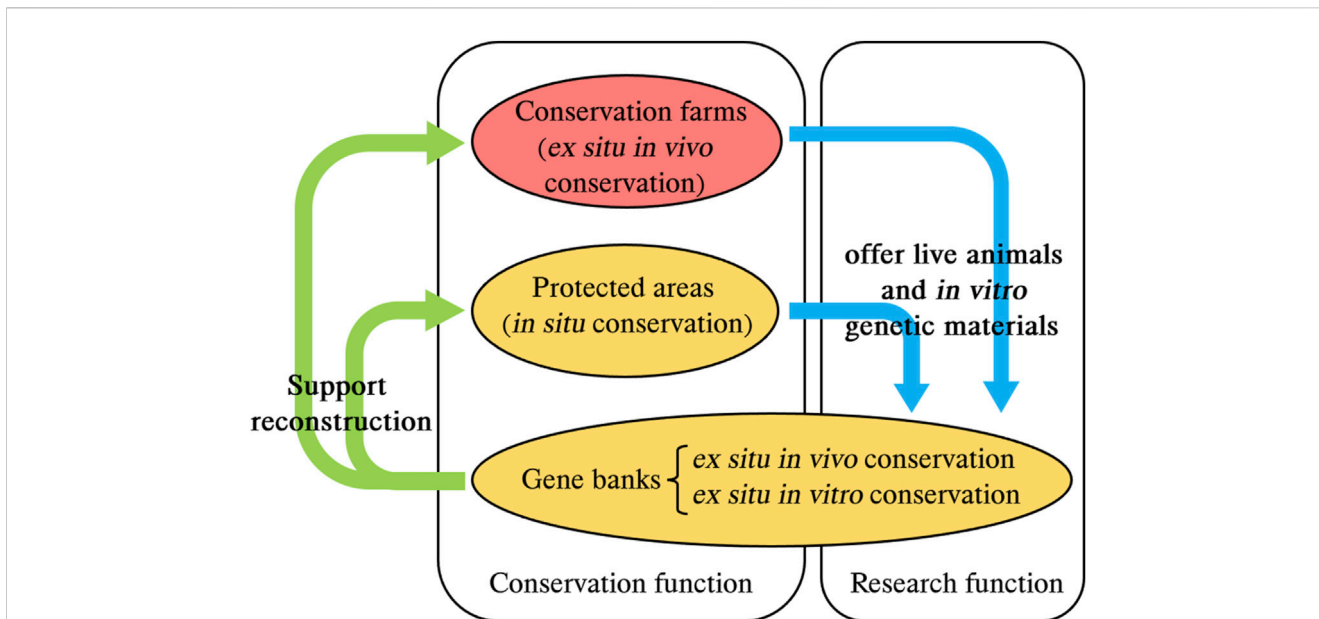 Conservation farms
(ex situ in vivo
conservation)
Protected areas
(in situ conservation)
offer live animals
and in vitro
genetic materials
Support
reconstruction
Gene banks
ex situ in vivo conservation
ex situ in vitro conservation
Conservation function
Research function